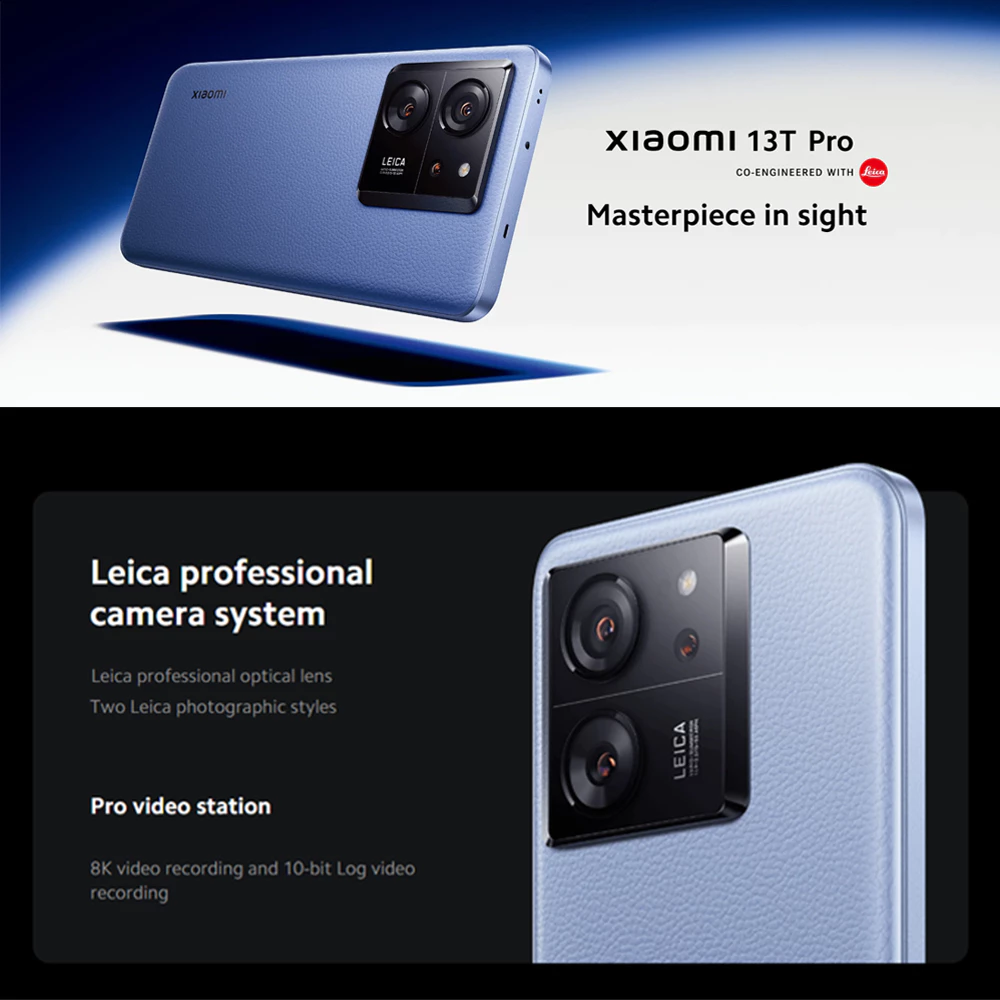 xiaomi
LEICA
xiaomi 13T Pro
CO-ENGINEERED WITH Leica
Masterpiece in sight
Leica professional
camera system
Leica professional optical lens
Two Leica photographic styles
LEICA
Pro video station
8K video recording and 10-bit Log video
recording